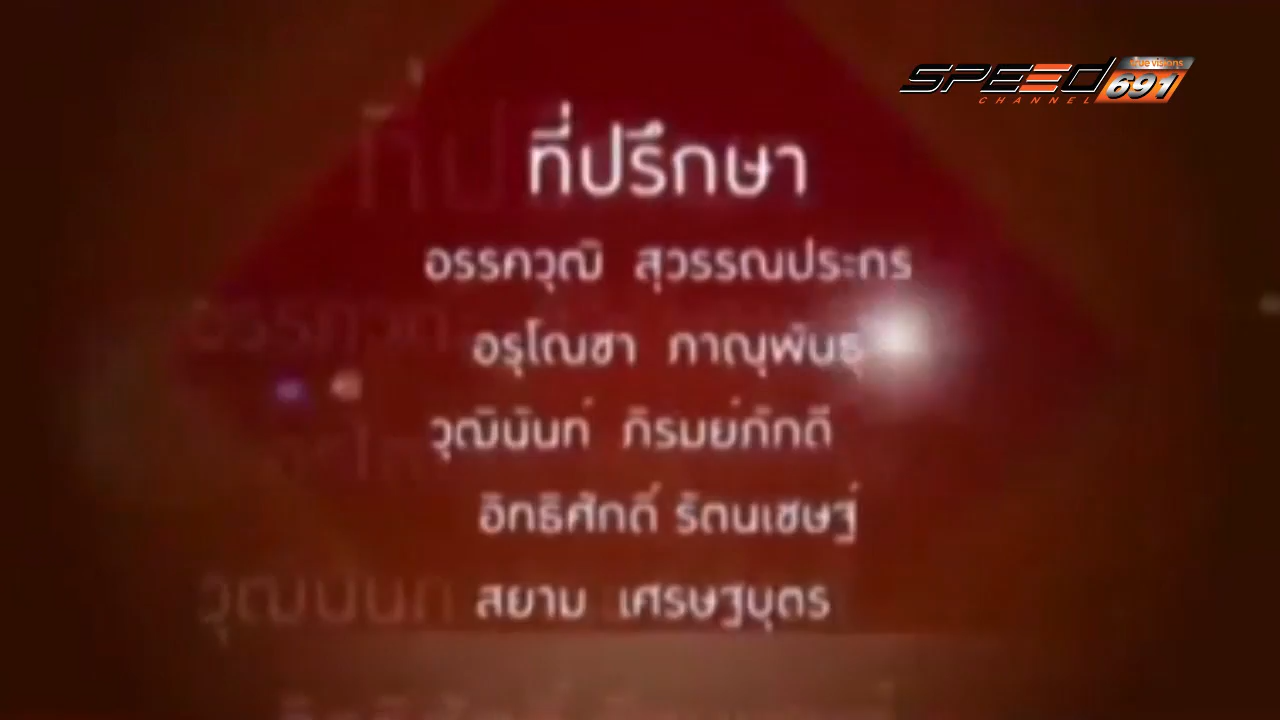 SPEED
true visions
CHANNEL 691
ที่ปรึกษา
อรรควุฒิ สุวรรณประกร
อรุโณชา ภาณุพันธุ์
วุฒินันท์ ภิรมย์ภักดี
อิทธิศักดิ์ รัตนเชษฐ์
สยาม เศรษฐบุตร